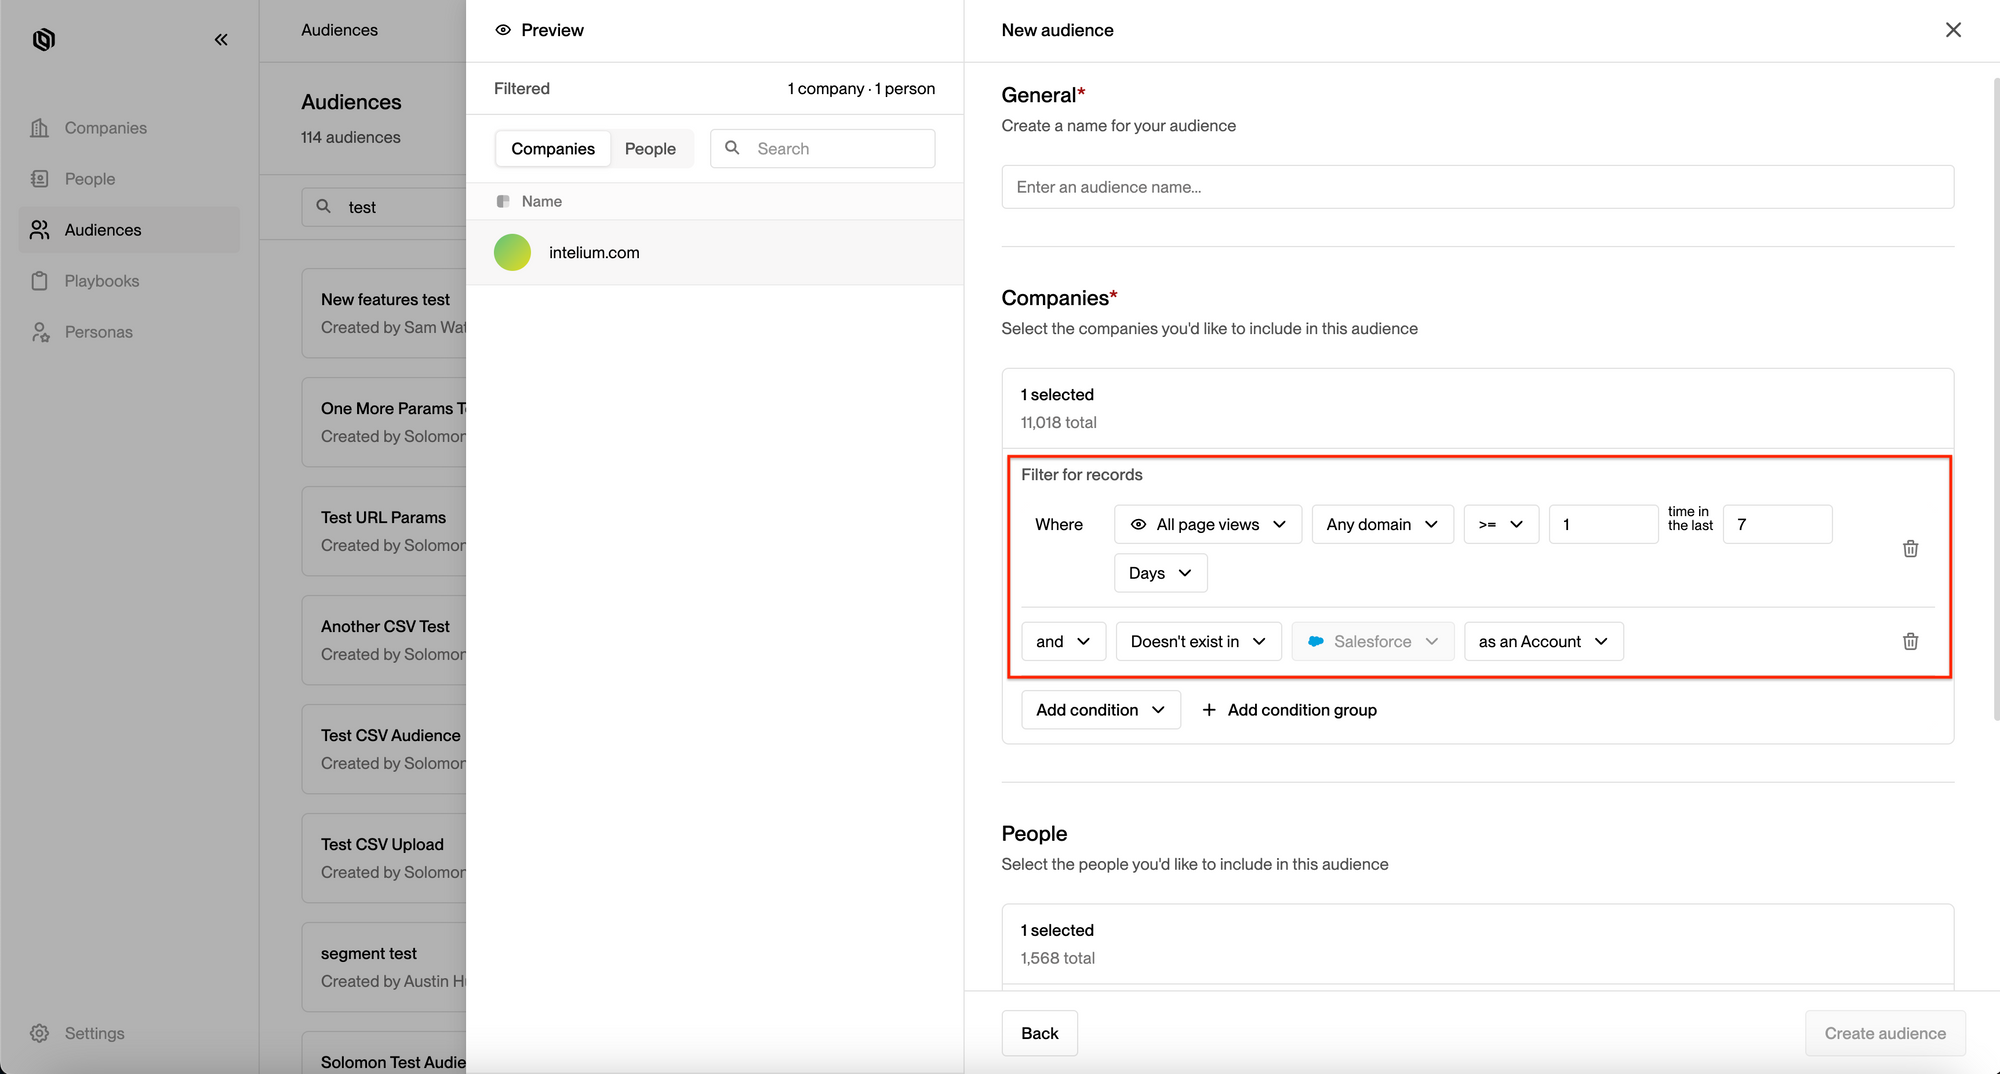 Companies
People
Audiences
Playbooks
Personas
Settings
Audiences
Audiences
114 audiences
test
New features test
Created by Sam Wat
One More Params T
Created by Solomon
Test URL Params
Created by Solomon
Another CSV Test
Created by Solomon
Test CSV Audience
Created by Solomon
Test CSV Upload
Created by Solomon
segment test
Created by Austin H
Solomon Test Audie
Preview
Filtered
1 company · 1 person
Companies
People
Search
Name
intelium.com
New audience
General*
Create a name for your audience
Enter an audience name...
Companies*
Select the companies you'd like to include in this audience
1 selected
11,018 total
Filter for records
Where All page views Any domain >= 1 time in the last 7
Days
and Doesn't exist in Salesforce as an Account
Add condition + Add condition group
People
Select the people you'd like to include in this audience
1 selected
1,568 total
Back
Create audience